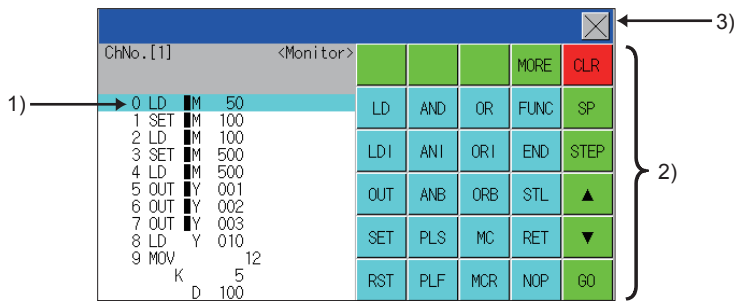 3)
ChNo.[1] <Monitor>
MORE CLR
1)
0 LD M 50
1 SET M 100
2 LD M 100
3 SET M 500
4 LD M 500
5 OUT Y 001
6 OUT Y 002
7 OUT Y 003
8 LD Y 010
9 MOV 12
K 5
D 100
LD AND OR FUNC SP
LDI ANI ORI END STEP
2)
OUT ANB ORB STL ▲
SET PLS MC RET ▼
RST PLF MCR NOP GO